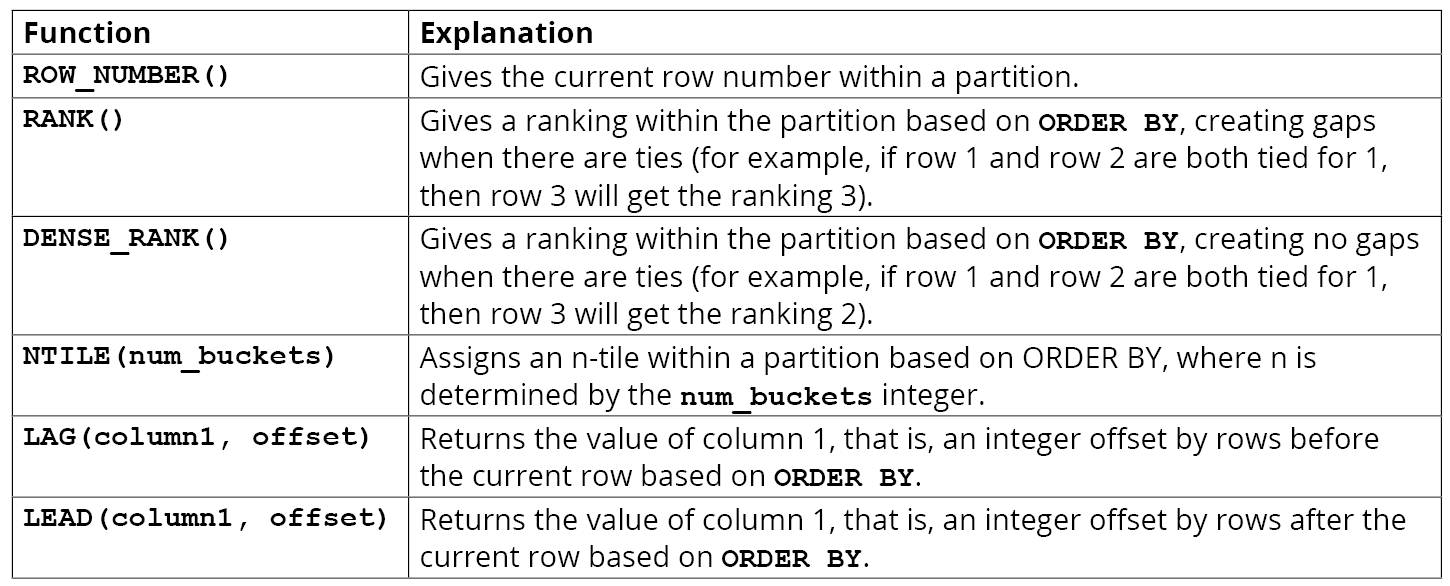 Function Explanation
ROW_NUMBER() Gives the current row number within a partition.
RANK() Gives a ranking within the partition based on ORDER BY, creating gaps
when there are ties (for example, if row 1 and row 2 are both tied for 1,
then row 3 will get the ranking 3).
DENSE_RANK() Gives a ranking within the partition based on ORDER BY, creating no gaps
when there are ties (for example, if row 1 and row 2 are both tied for 1,
then row 3 will get the ranking 2).
NTILE(num_buckets) Assigns an n-tile within a partition based on ORDER BY, where n is
determined by the num_buckets integer.
LAG(column1, offset) Returns the value of column 1, that is, an integer offset by rows before
the current row based on ORDER BY.
LEAD(column1, offset) Returns the value of column 1, that is, an integer offset by rows after the
current row based on ORDER BY.